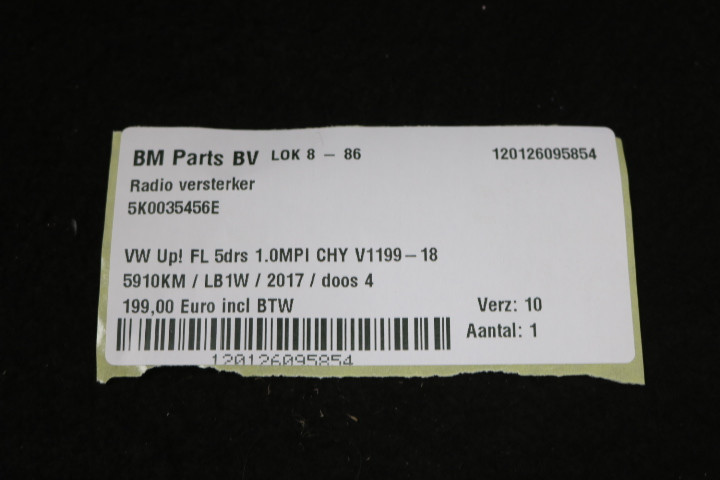 BM Parts BV LOK 8 – 86 120126095854
Radio versterker
5K0035456E
VW Up! FL 5drs 1.0MPI CHY V1199–18
5910KM / LB1W / 2017 / doos 4
199,00 Euro incl BTW Verz: 10
Aantal: 1
120126095854